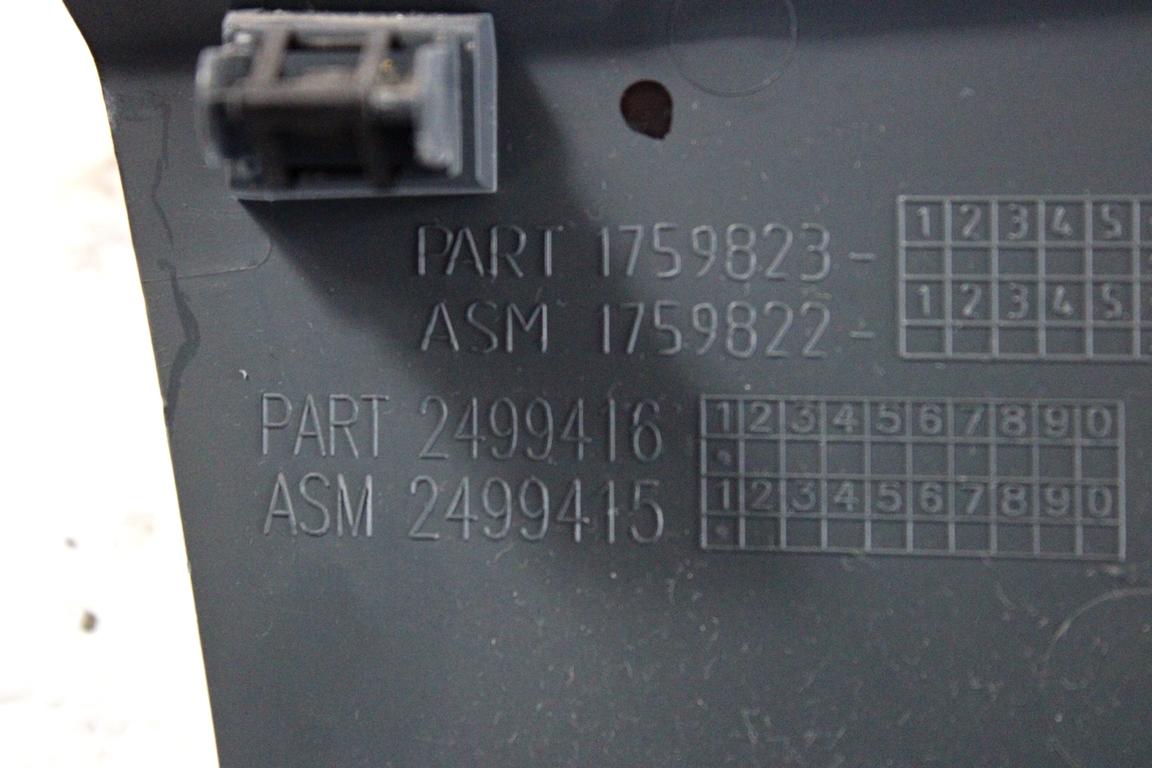 PART 1759823- 1 2 3 4 5
ASM 1759822- 1 2 3 4 5
PART 2499416 1 2 3 4 5 6 7 8 9 0
ASM 2499415 1 2 3 4 5 6 7 8 9 0